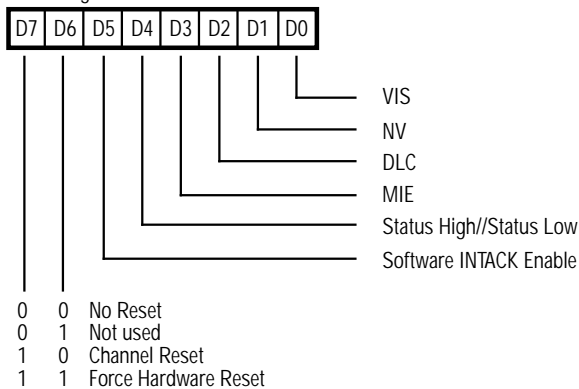 D7 D6 D5 D4 D3 D2 D1 D0
VIS
NV
DLC
MIE
Status High//Status Low
Software INTACK Enable
0 0 No Reset
0 1 Not used
1 0 Channel Reset
1 1 Force Hardware Reset